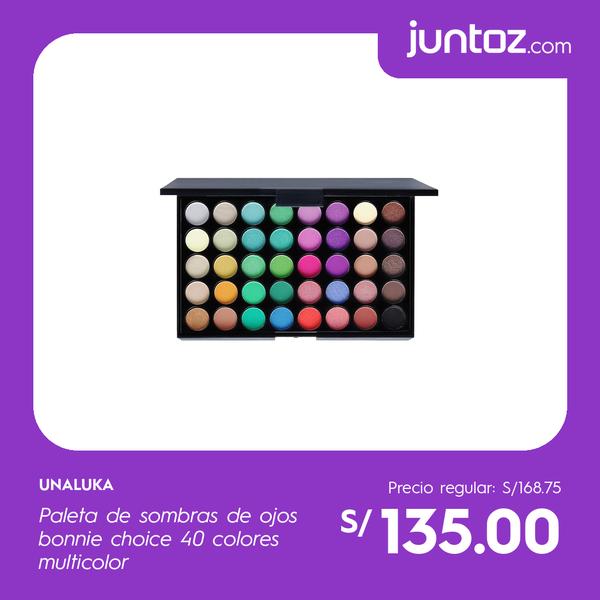 juntoz.com
UNALUKA
Paleta de sombras de ojos
bonnie choice 40 colores
multicolor
Precio regular: S/168.75
S/135.00